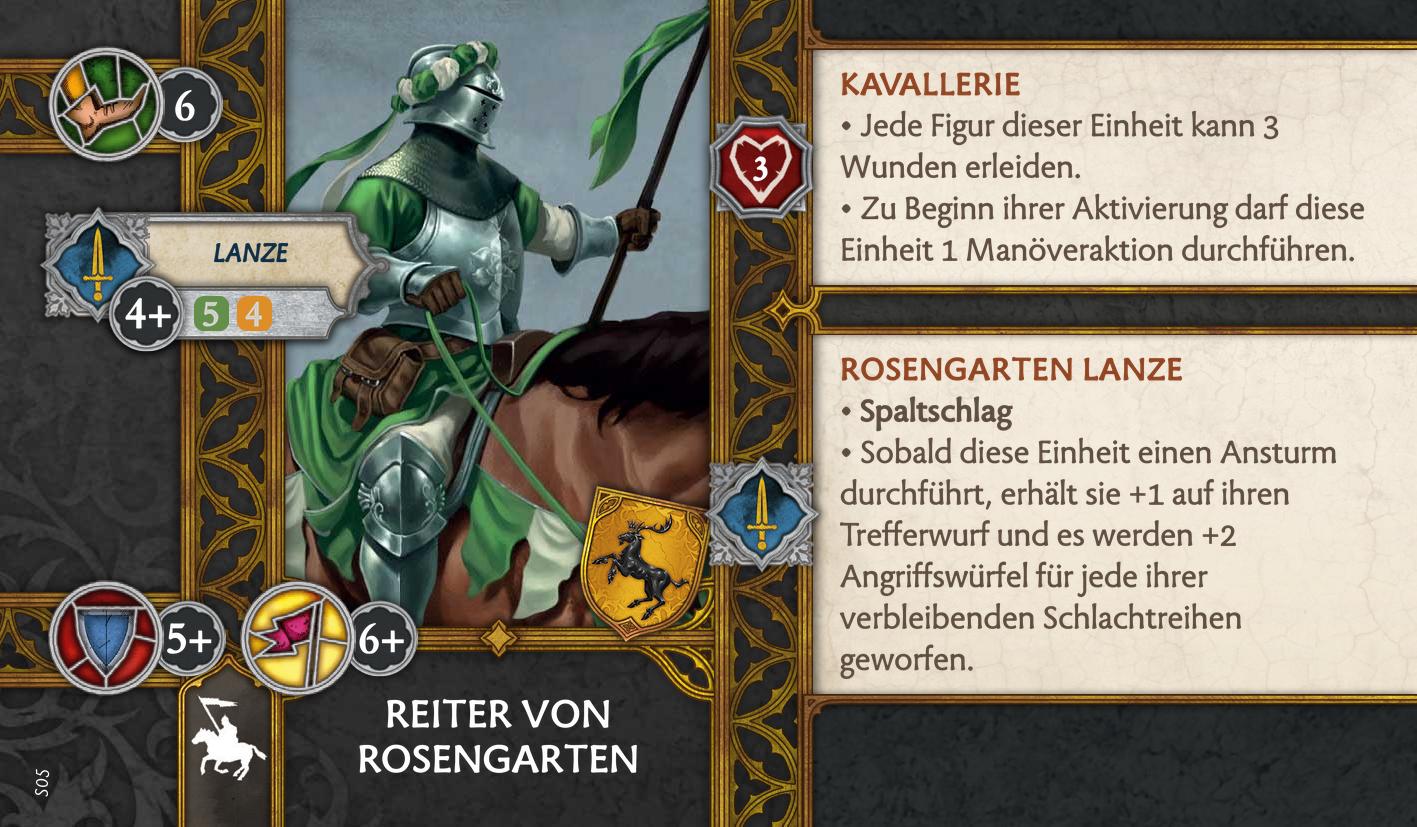 6
LANZE
4+ 5 4
5+
6+
REITER VON
ROSENGARTEN
S05
3
KAVALLERIE
• Jede Figur dieser Einheit kann 3
Wunden erleiden.
• Zu Beginn ihrer Aktivierung darf diese
Einheit 1 Manöveraktion durchführen.
ROSENGARTEN LANZE
• Spaltschlag
• Sobald diese Einheit einen Ansturm
durchführt, erhält sie +1 auf ihren
Trefferwurf und es werden +2
Angriffswürfel für jede ihrer
verbleibenden Schlachtreihen
geworfen.